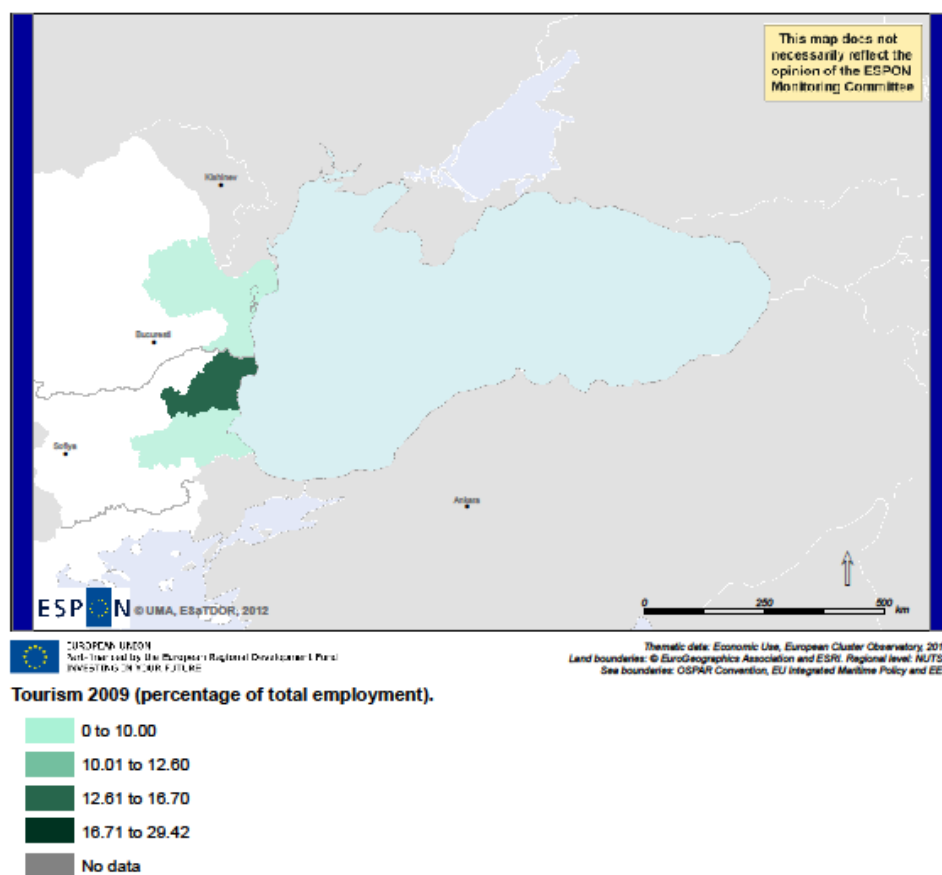 This map does not
necessarily reflect the
opinion of the ESPON
Monitoring Committee
Kishinev
Bucuresti
Sofiya
Ankara
ESPON © UMA, ESaTDOR, 2012
0 250 500
km
EUROPEAN UNION
Part-financed by the European Regional Development Fund
INVESTING IN YOUR FUTURE
Thematic data: Economic Use, European Cluster Observatory, 201
Land boundaries: © EuroGeographics Association and ESRI. Regional level: NUTS
Sea boundaries: OSPAR Convention, EU Integrated Maritime Policy and EE
Tourism 2009 (percentage of total employment).
0 to 10.00
10.01 to 12.60
12.61 to 16.70
16.71 to 29.42
No data